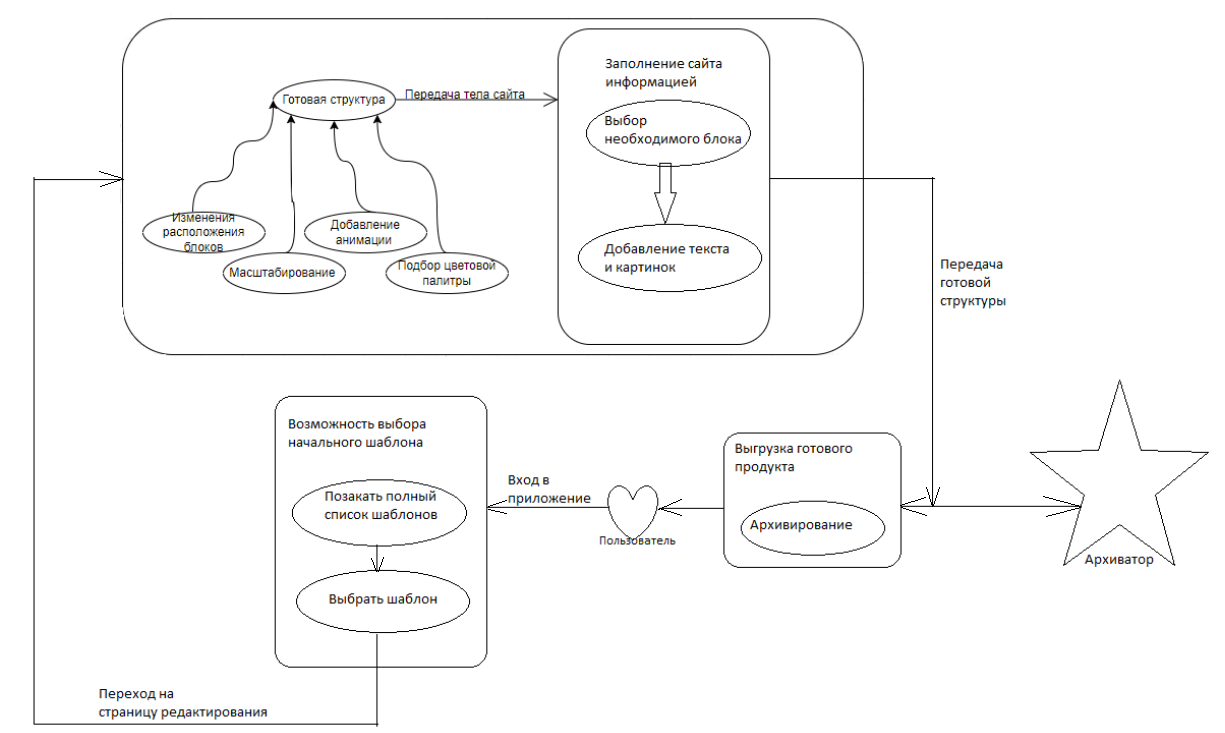 Заполнение сайта
информацией
Готовая структура
Передача тела сайта
Выбор
необходимого блока
Изменения
расположения
блоков
Добавление
анимации
Масштабирование
Подбор цветовой
палитры
Добавление текста
и картинок
Передача
готовой
структуры
Возможность выбора
начального шаблона
Позакать полный
список шаблонов
Выбрать шаблон
Вход в
приложение
Пользователь
Выгрузка готового
продукта
Архивирование
Архиватор
Переход на
страницу редактирования